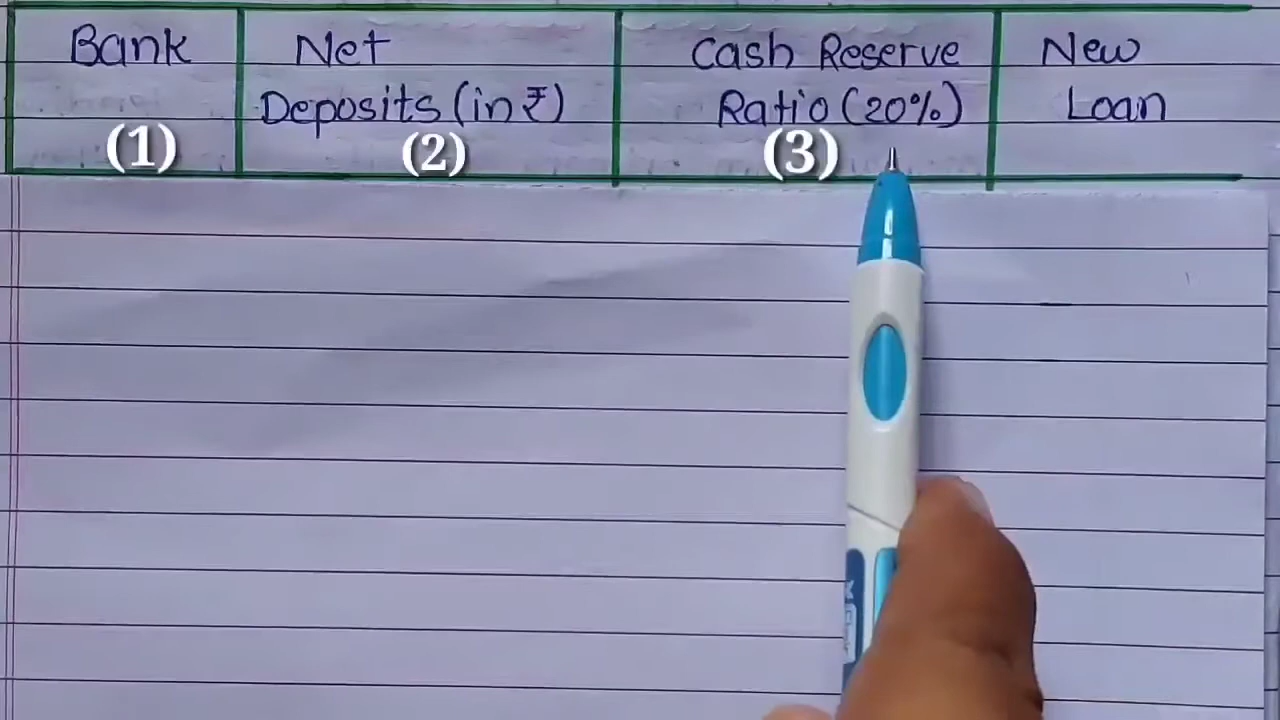 Bank
Net
Deposits (in ₹)
Cash Reserve
Ratio (20%)
New
Loan
(1)
(2)
(3)